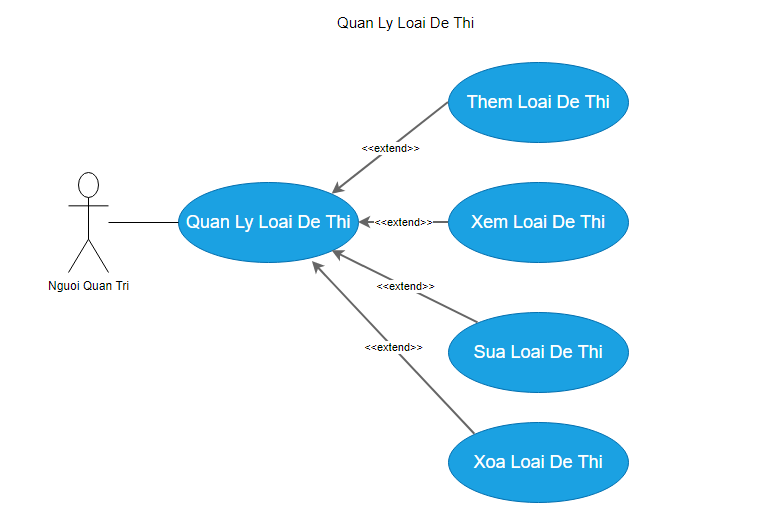 Quan Ly Loai De Thi
Them Loai De Thi
<<extend>>
Quan Ly Loai De Thi
<<extend>>
Xem Loai De Thi
Nguoi Quan Tri
<<extend>>
Sua Loai De Thi
<<extend>>
Xoa Loai De Thi